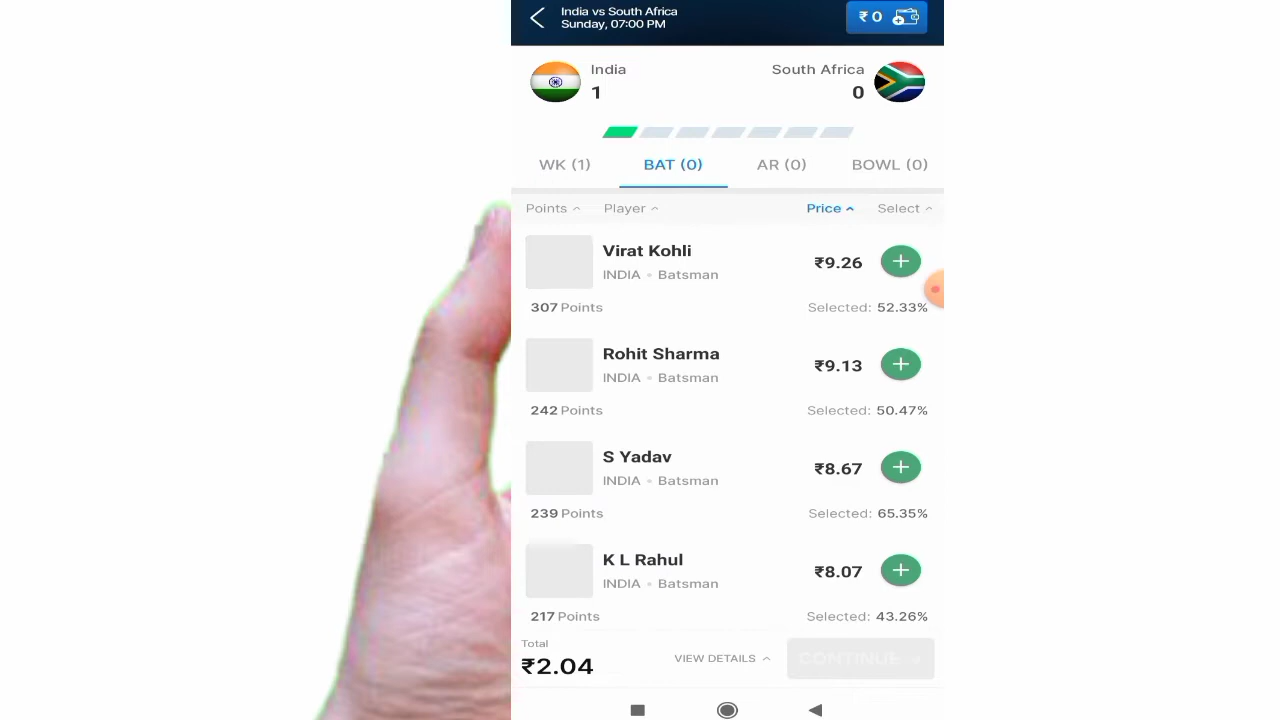 India vs South Africa
Sunday, 07:00 PM
₹ 0
India
South Africa
1
0
WK (1)
BAT (0)
AR (0)
BOWL (0)
Points
Player
Price
Select
Virat Kohli
INDIA • Batsman
₹9.26
307 Points
Selected: 52.33%
Rohit Sharma
INDIA • Batsman
₹9.13
242 Points
Selected: 50.47%
S Yadav
INDIA • Batsman
₹8.67
239 Points
Selected: 65.35%
K L Rahul
INDIA • Batsman
₹8.07
217 Points
Selected: 43.26%
Total
₹2.04
VIEW DETAILS
CONTINUE